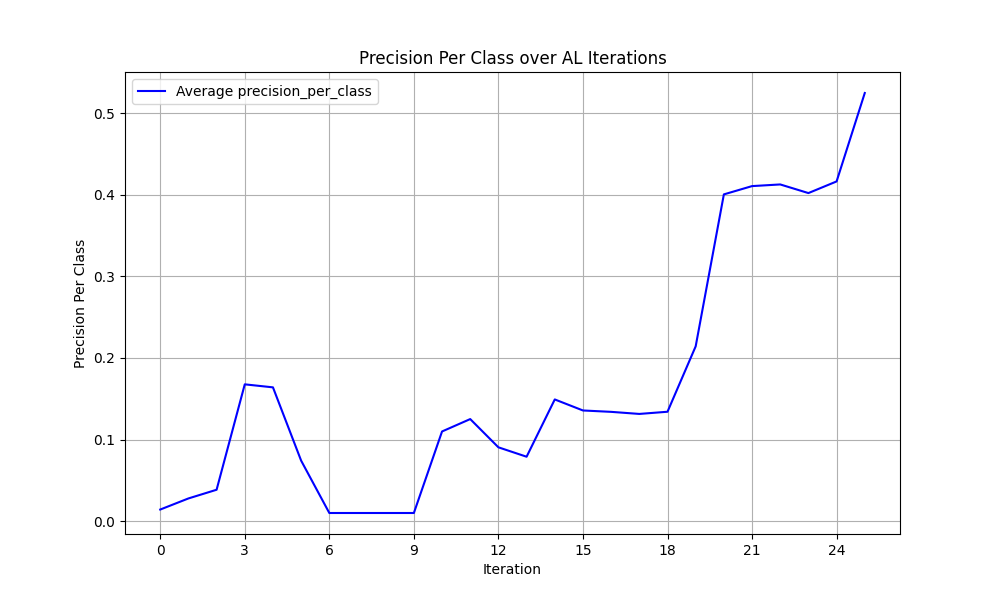 Precision Per Class over AL Iterations
Average precision_per_class
Precision Per Class
0.5
0.4
0.3
0.2
0.1
0.0
0 3 6 9 12 15 18 21 24
Iteration